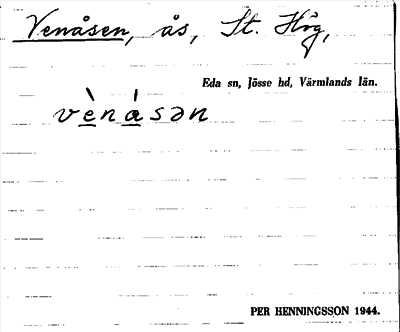 Venåsen, ås, St. Hög,
Eda sn, Jösse hd, Värmlands län.
vènásən
PER HENNINGSSON 1944.